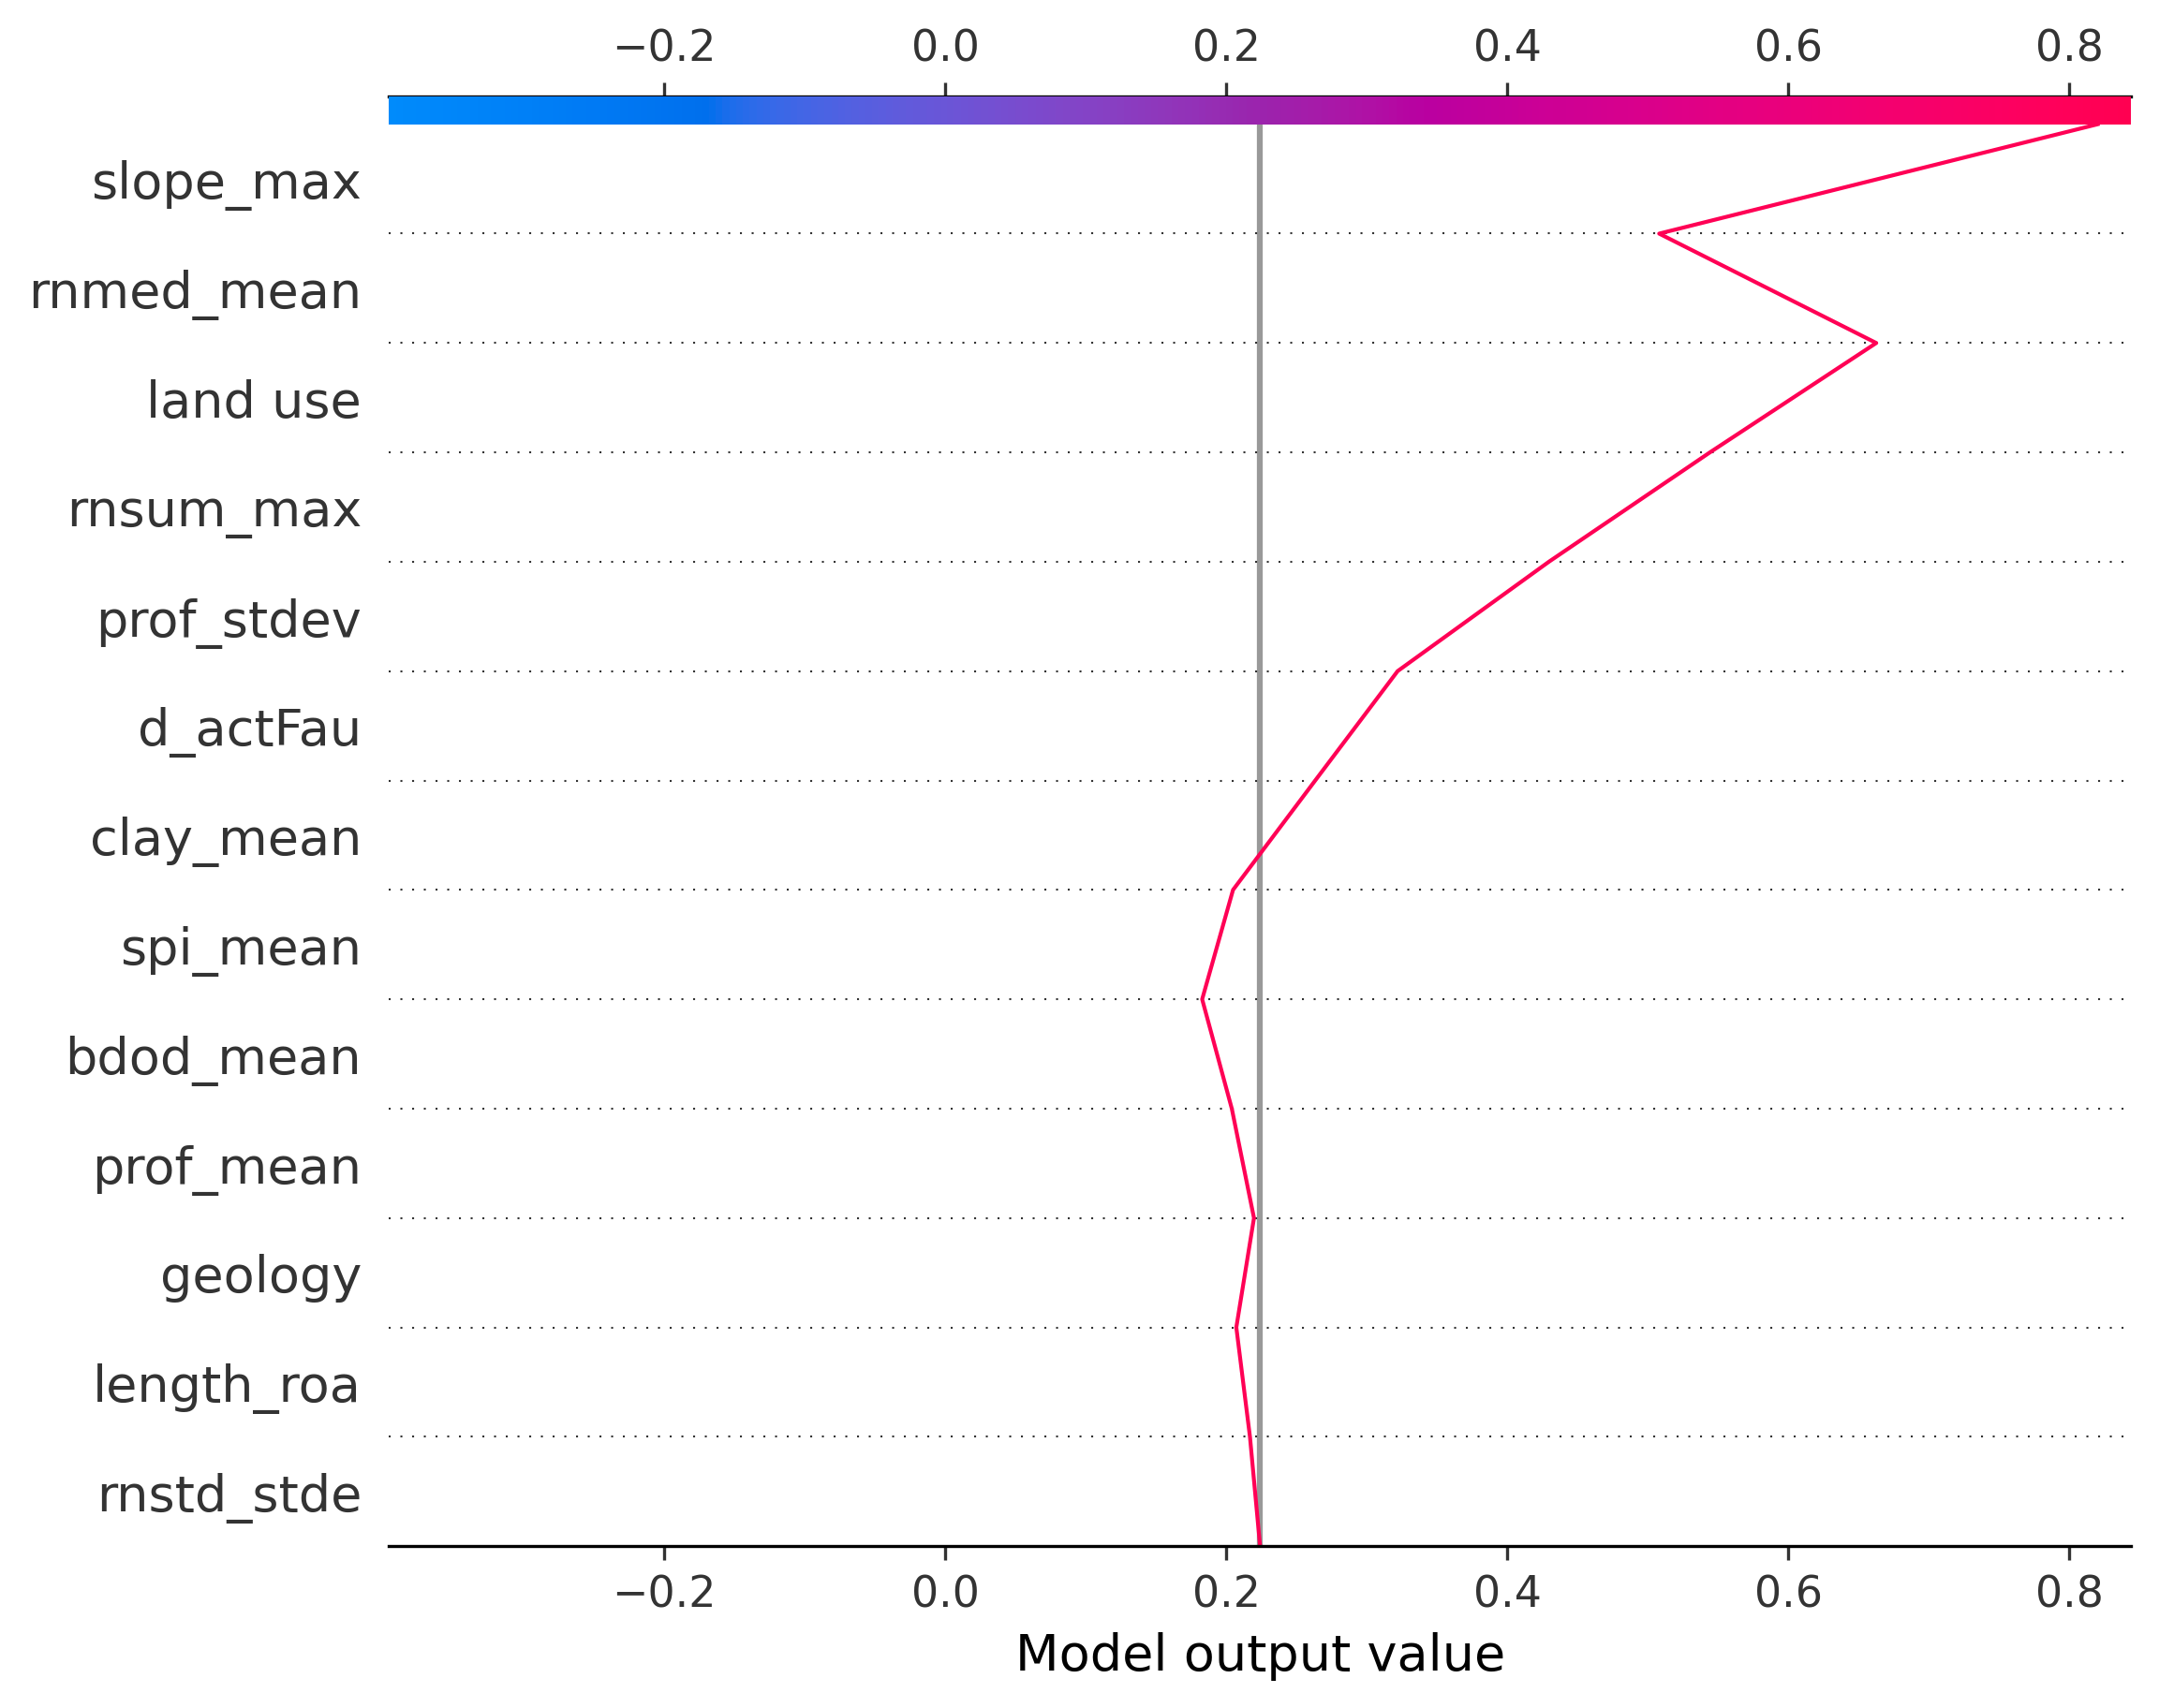 −0.2 0.0 0.2 0.4 0.6 0.8
slope_max
rnmed_mean
land use
rnsum_max
prof_stdev
d_actFau
clay_mean
spi_mean
bdod_mean
prof_mean
geology
length_roa
rnstd_stde
−0.2 0.0 0.2 0.4 0.6 0.8
Model output value